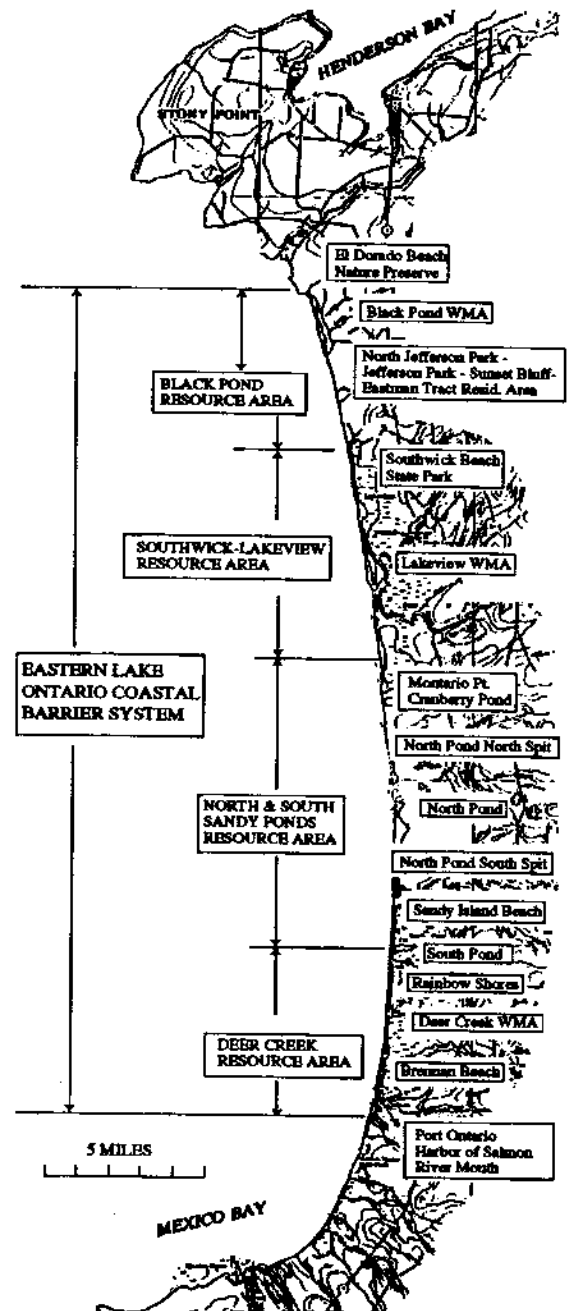 HENDERSON BAY
STONY POINT
El Dorado Beach
Nature Preserve
Black Pond WMA
North Jefferson Park -
Jefferson Park - Sunset Bluff-
Eastman Tract Resid. Area
BLACK POND
RESOURCE AREA
Southwick Beach
State Park
SOUTHWICK-LAKEVIEW
RESOURCE AREA
Lakeview WMA
EASTERN LAKE
ONTARIO COASTAL
BARRIER SYSTEM
Montario Pt.
Cranberry Pond
North Pond North Spit
NORTH & SOUTH
SANDY PONDS
RESOURCE AREA
North Pond
North Pond South Spit
Sandy Island Beach
South Pond
Rainbow Shores
Deer Creek WMA
DEER CREEK
RESOURCE AREA
Brennan Beach
Port Ontario
Harbor of Salmon
River Mouth
5 MILES
MEXICO BAY